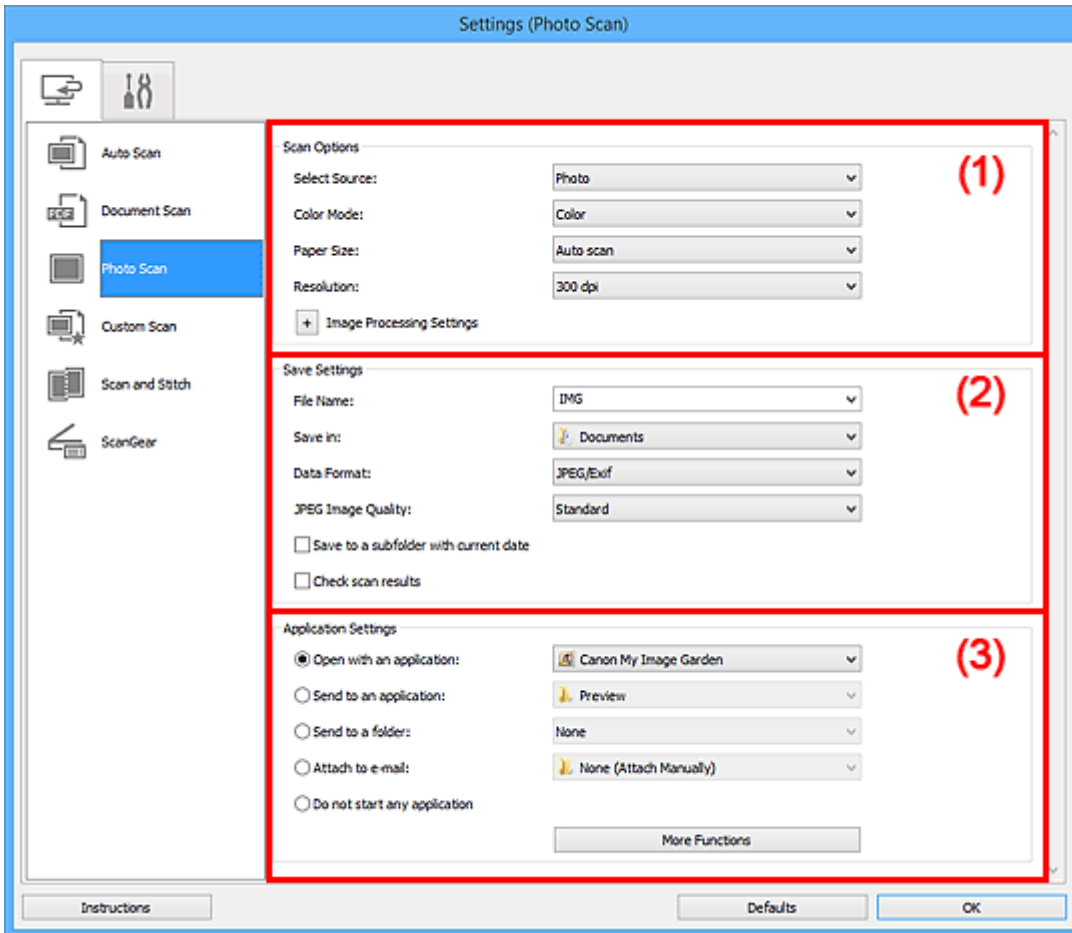 Settings (Photo Scan)
Auto Scan
PDF
Document Scan
Photo Scan
Custom Scan
Scan and Stitch
ScanGear
Scan Options
(1)
Select Source: Photo
Color Mode: Color
Paper Size: Auto scan
Resolution: 300 dpi
+ Image Processing Settings
Save Settings
(2)
File Name: IMG
Save in: Documents
Data Format: JPEG/Exif
JPEG Image Quality: Standard
Save to a subfolder with current date
Check scan results
Application Settings
(3)
Open with an application: Canon My Image Garden
Send to an application: Preview
Send to a folder: None
Attach to e-mail: None (Attach Manually)
Do not start any application
More Functions
Instructions Defaults OK